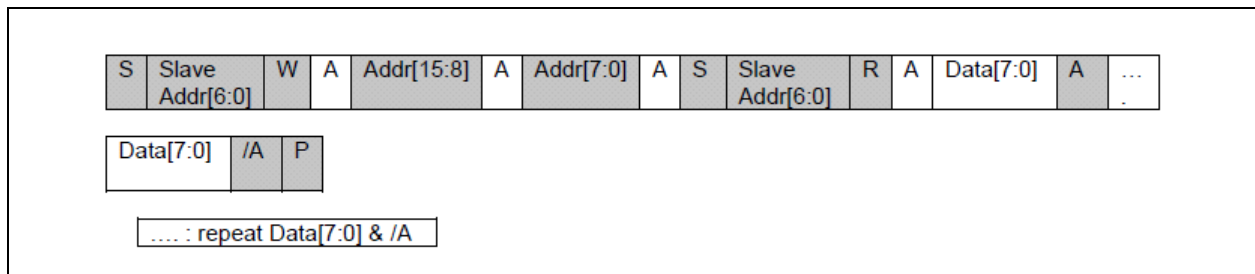 S Slave Addr[6:0] W A Addr[15:8] A Addr[7:0] A S Slave Addr[6:0] R A Data[7:0] A ... .
Data[7:0] /A P
.... : repeat Data[7:0] & /A